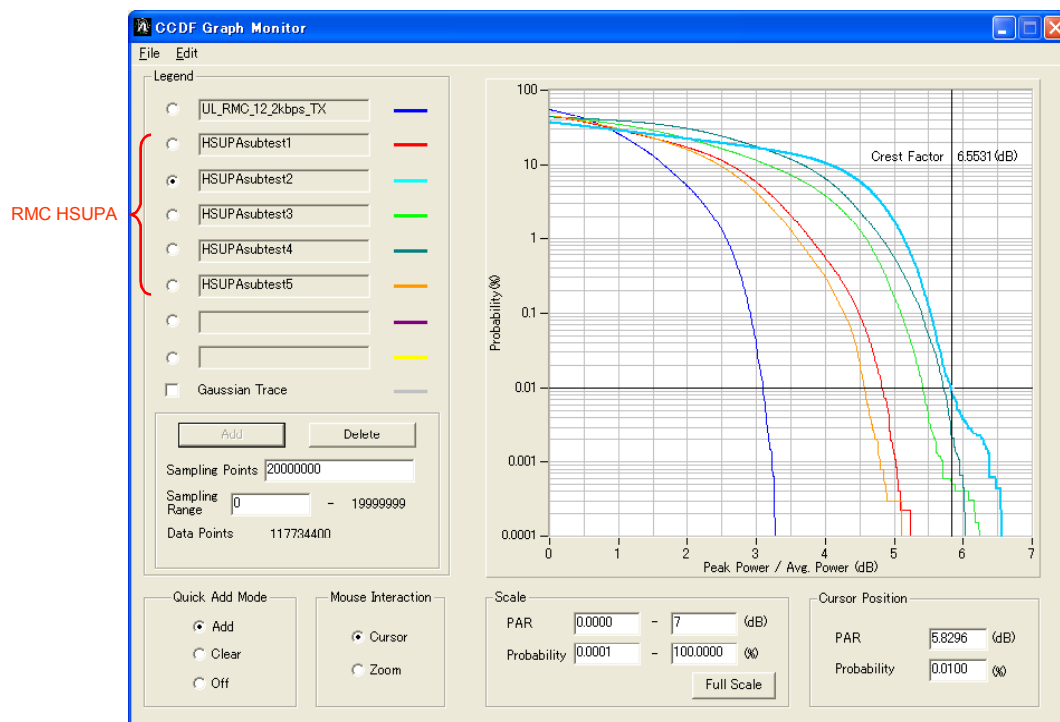 CCDF Graph Monitor
File Edit
Legend
UL_RMC_12_2kbps_TX
HSUPAsubtest1
HSUPAsubtest2
HSUPAsubtest3
HSUPAsubtest4
HSUPAsubtest5
RMC HSUPA
Gaussian Trace
Add Delete
Sampling Points 20000000
Sampling Range 0 - 19999999
Data Points 117734400
Quick Add Mode
Add
Clear
Off
Mouse Interaction
Cursor
Zoom
Crest Factor 6.5531(dB)
Probability(%)
100
10
1
0.1
0.01
0.001
0.0001
0 1 2 3 4 5 6 7
Peak Power / Avg. Power (dB)
Scale
PAR 0.0000 - 7 (dB)
Probability 0.0001 - 100.0000 (%)
Full Scale
Cursor Position
PAR 5.8296 (dB)
Probability 0.0100 (%)